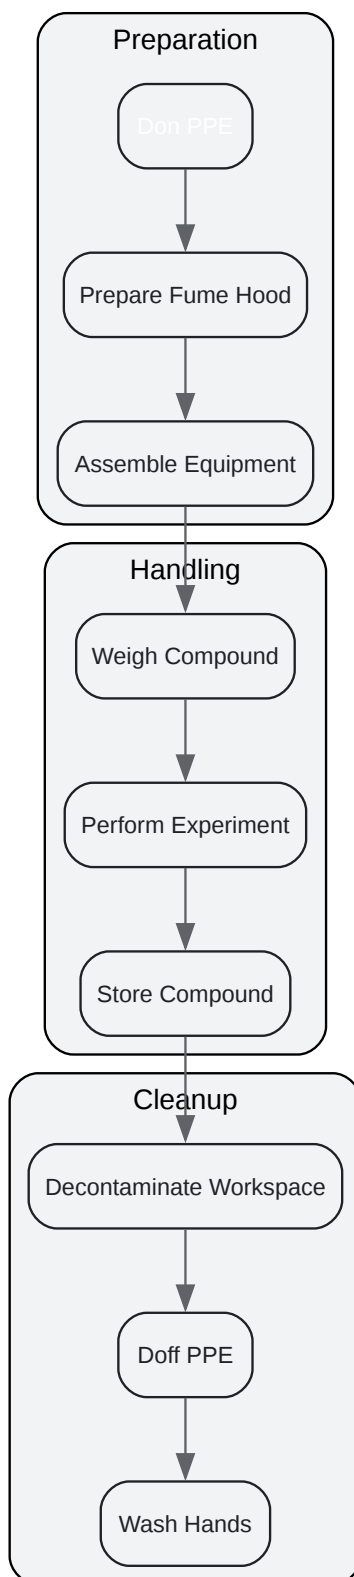 Preparation
Don PPE
Prepare Fume Hood
Assemble Equipment
Handling
Weigh Compound
Perform Experiment
Store Compound
Cleanup
Decontaminate Workspace
Doff PPE
Wash Hands